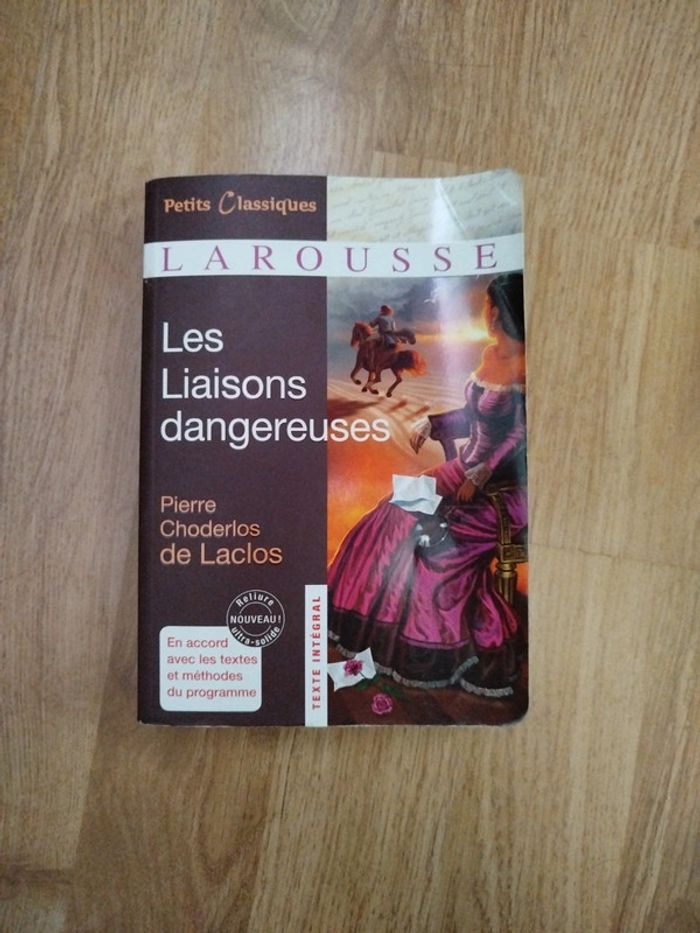 Petits Classiques
LAROUSSE
Les
Liaisons
dangereuses
Pierre
Choderlos
de Laclos
Reliure
NOUVEAU !
ultra-solide
En accord
avec les textes
et méthodes
du programme
TEXTE INTÉGRAL